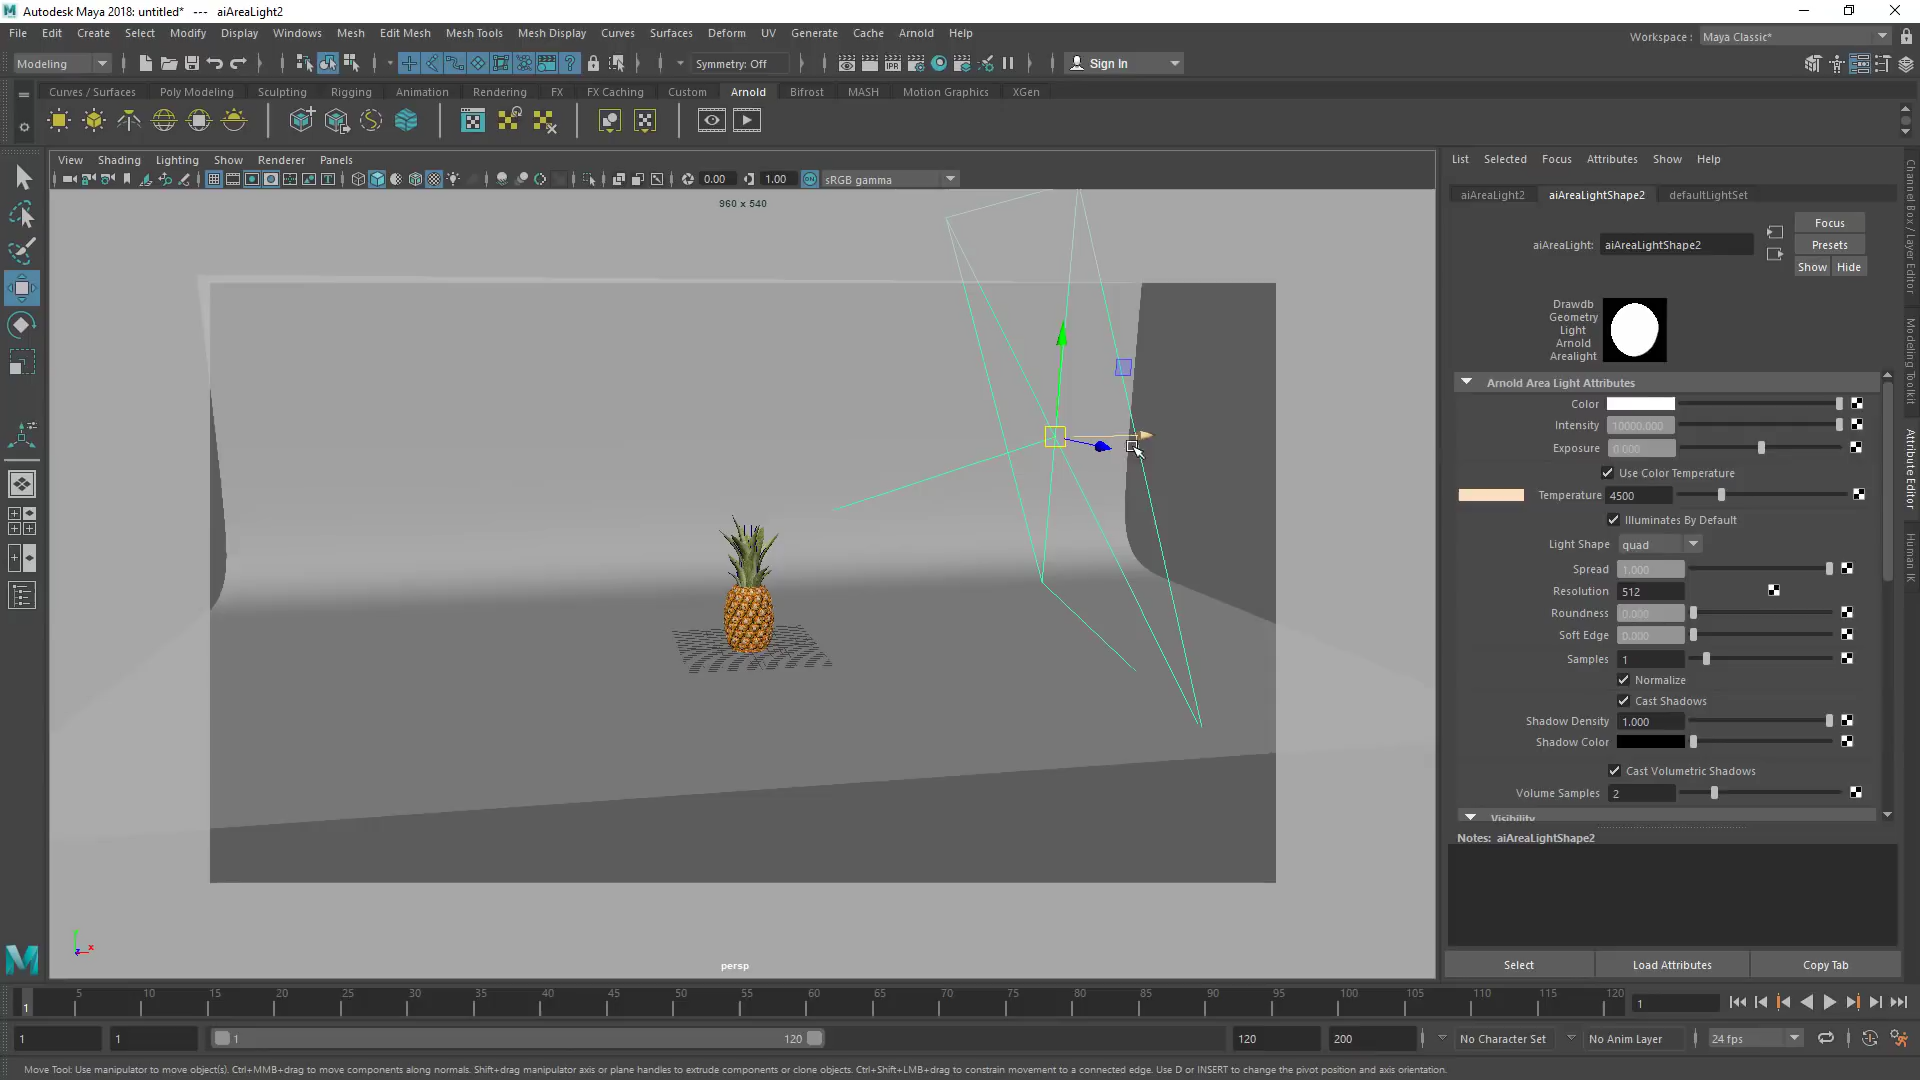 Autodesk Maya 2018: untitled* --- aiAreaLight2
File Edit Create Select Modify Display Windows Mesh Edit Mesh Mesh Tools Mesh Display Curves Surfaces Deform UV Generate Cache Arnold Help
Workspace : Maya Classic*
Modeling Symmetry: Off IPR Sign In
Curves / Surfaces Poly Modeling Sculpting Rigging Animation Rendering FX FX Caching Custom Arnold Bifrost MASH Motion Graphics XGen
View Shading Lighting Show Renderer Panels
0.00 1.00 ON sRGB gamma
960 x 540
persp
List Selected Focus Attributes Show Help
aiAreaLight2 aiAreaLightShape2 defaultLightSet
Focus
aiAreaLight: aiAreaLightShape2 Presets
Show Hide
Drawdb
Geometry
Light
Arnold
Arealight
Arnold Area Light Attributes
Color
Intensity 10000.000
Exposure 0.000
Use Color Temperature
Temperature 4500
Illuminates By Default
Light Shape quad
Spread 1.000
Resolution 512
Roundness 0.000
Soft Edge 0.000
Samples 1
Normalize
Cast Shadows
Shadow Density 1.000
Shadow Color
Cast Volumetric Shadows
Volume Samples 2
Visibility
Notes: aiAreaLightShape2
Select Load Attributes Copy Tab
Channel Box / Layer Editor
Modeling Toolkit
Attribute Editor
Human IK
1 5 10 15 20 25 30 35 40 45 50 55 60 65 70 75 80 85 90 95 100 105 110 115 120 1
1 1 1 120 120 200 No Character Set No Anim Layer 24 fps
Move Tool: Use manipulator to move object(s). Ctrl+MMB+drag to move components along normals. Shift+drag manipulator axis or plane handles to extrude components or clone objects. Ctrl+Shift+LMB+drag to constrain movement to a connected edge. Use D or INSERT to change the pivot position and axis orientation.